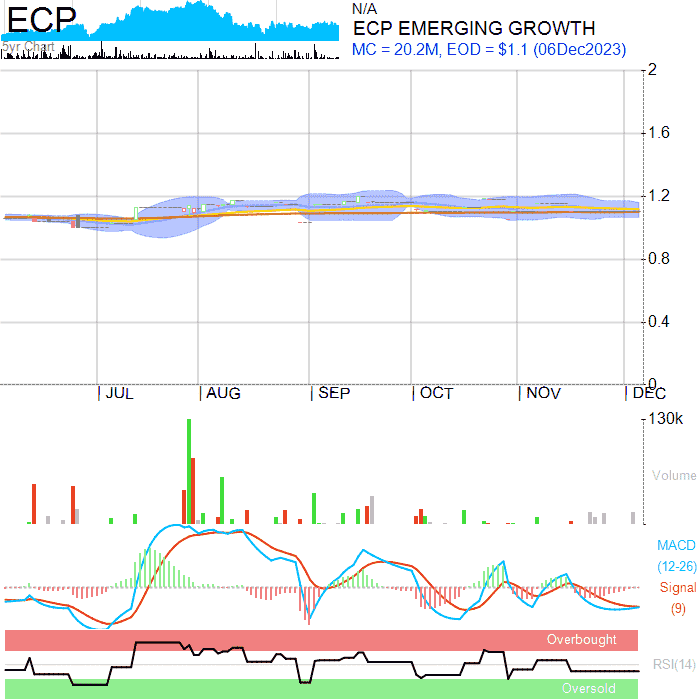 ECP
5yr Chart
N/A
ECP EMERGING GROWTH
MC = 20.2M, EOD = $1.1 (06Dec2023)
2
1.6
1.2
0.8
0.4
0
JUL AUG SEP OCT NOV DEC
130k
Volume
MACD
(12-26)
Signal
(9)
Overbought
RSI(14)
Oversold